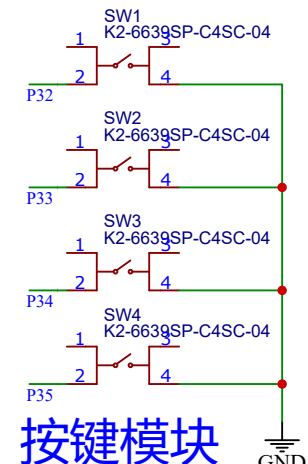 SW1
K2-6639SP-C4SC-04
1 3
2 4
P32
SW2
K2-6639SP-C4SC-04
1 3
2 4
P33
SW3
K2-6639SP-C4SC-04
1 3
2 4
P34
SW4
K2-6639SP-C4SC-04
1 3
2 4
P35
按键模块
GND